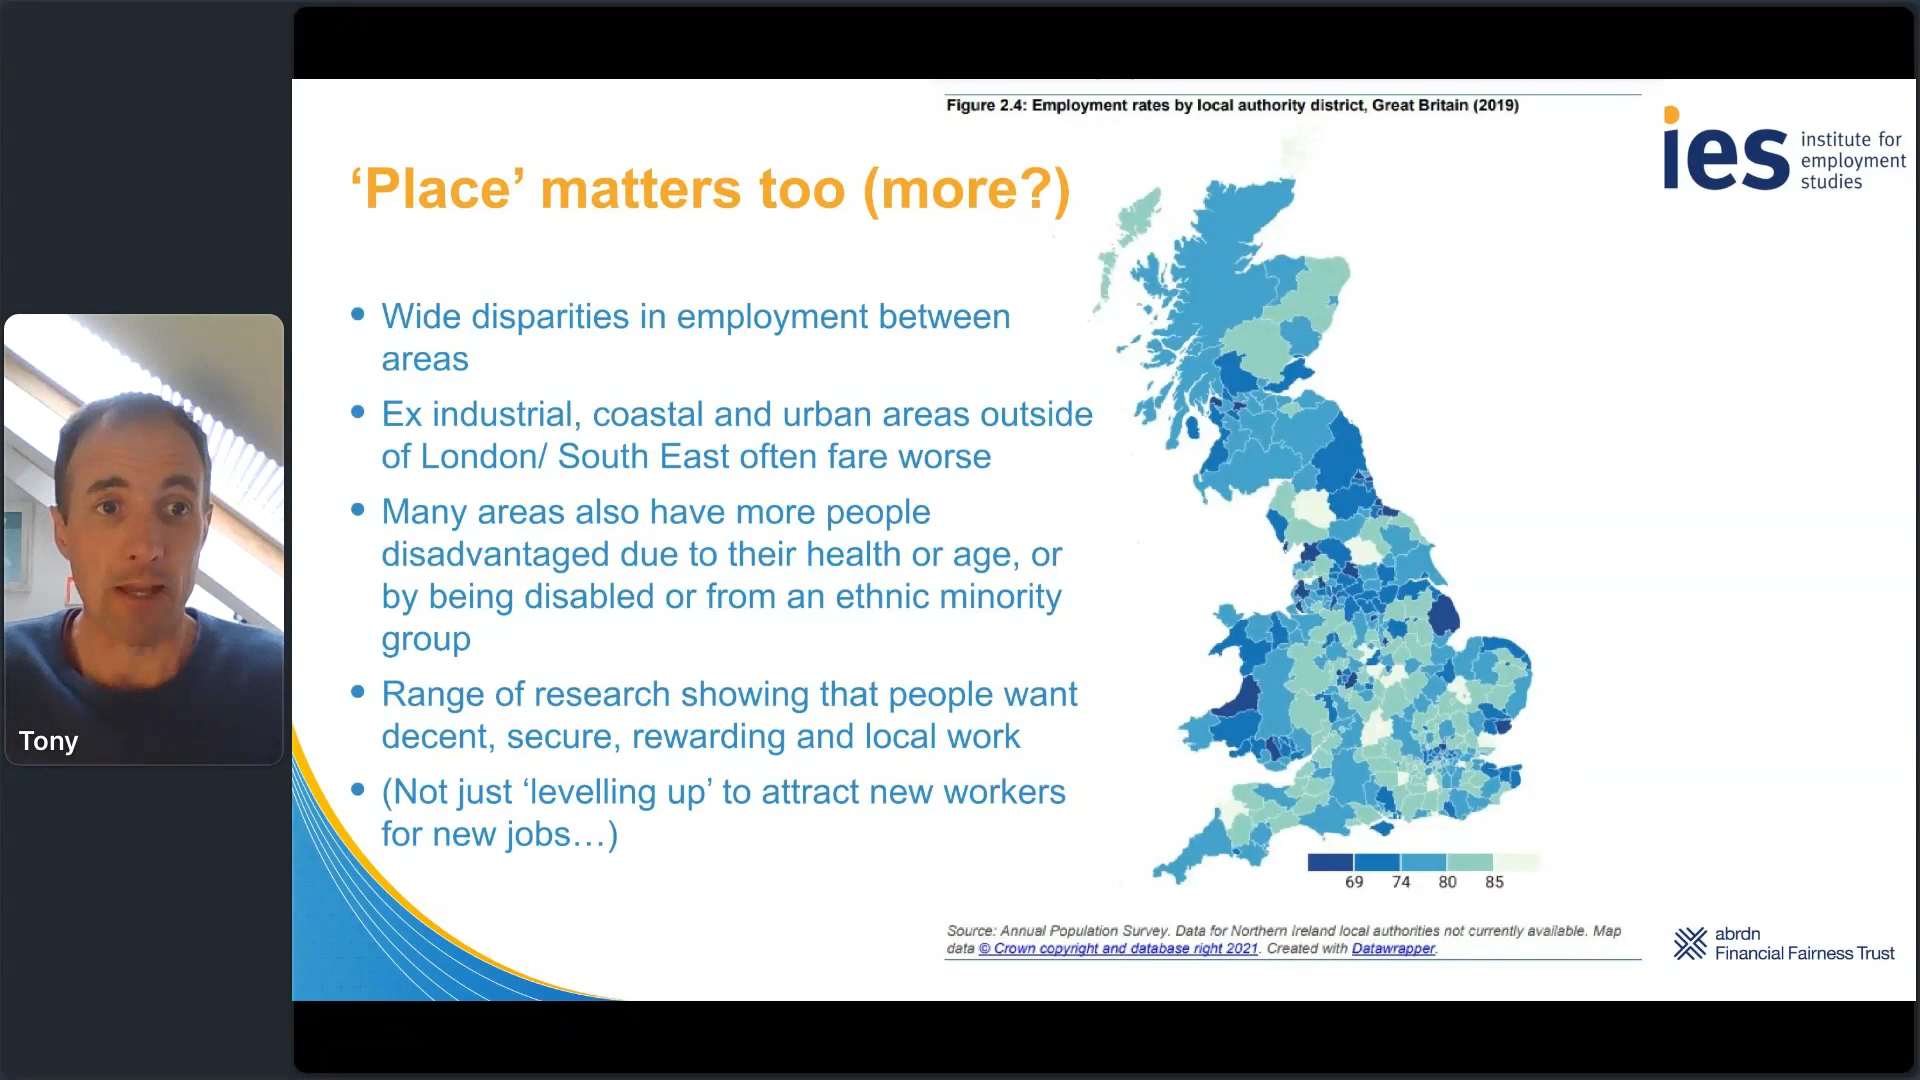 Figure 2.4: Employment rates by local authority district, Great Britain (2019)
ies
institute for
employment
studies
‘Place’ matters too (more?)
• Wide disparities in employment between
areas
• Ex industrial, coastal and urban areas outside
of London/ South East often fare worse
• Many areas also have more people
disadvantaged due to their health or age, or
by being disabled or from an ethnic minority
group
• Range of research showing that people want
decent, secure, rewarding and local work
• (Not just ‘levelling up’ to attract new workers
for new jobs…)
Tony
69 74 80 85
Source: Annual Population Survey. Data for Northern Ireland local authorities not currently available. Map
data © Crown copyright and database right 2021. Created with Datawrapper.
abrdn
Financial Fairness Trust